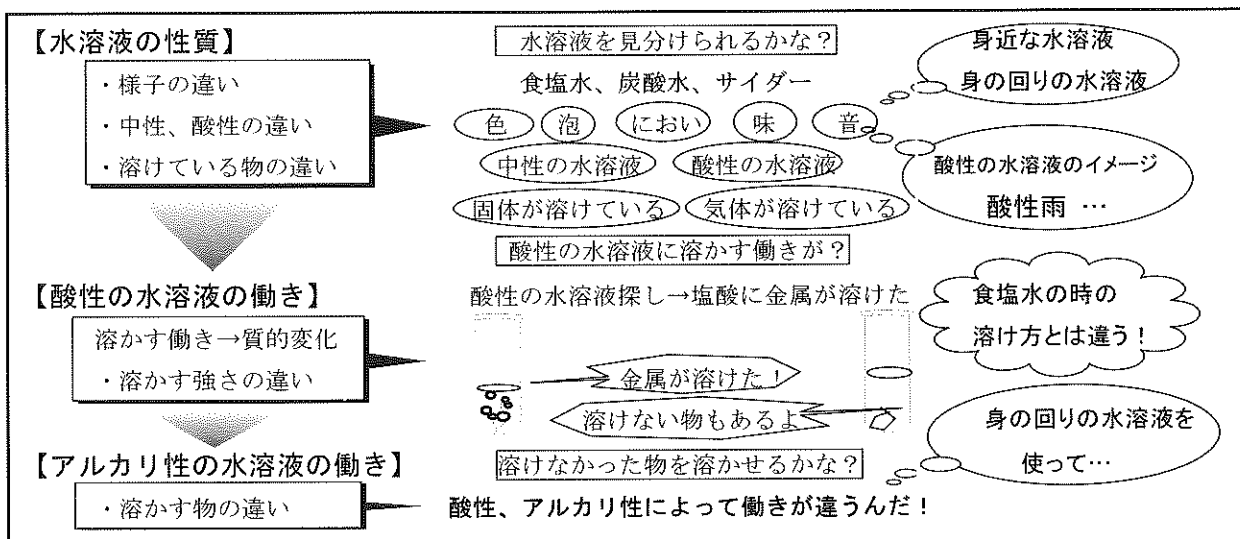 【水溶液の性質】
・様子の違い
・中性、酸性の違い
・溶けている物の違い
水溶液を見分けられるかな？
食塩水、炭酸水、サイダー
色 泡 におい 味 音
中性の水溶液 酸性の水溶液
固体が溶けている 気体が溶けている
身近な水溶液
身の回りの水溶液
酸性の水溶液のイメージ
酸性雨 …
酸性の水溶液に溶かす働きが？
【酸性の水溶液の働き】
溶かす働き→質的変化
・溶かす強さの違い
酸性の水溶液探し→塩酸に金属が溶けた
金属が溶けた！
溶けない物もあるよ
食塩水の時の
溶け方とは違う！
身の回りの水溶液を
使って…
【アルカリ性の水溶液の働き】
・溶かす物の違い
溶けなかった物を溶かせるかな？
酸性、アルカリ性によって働きが違うんだ！